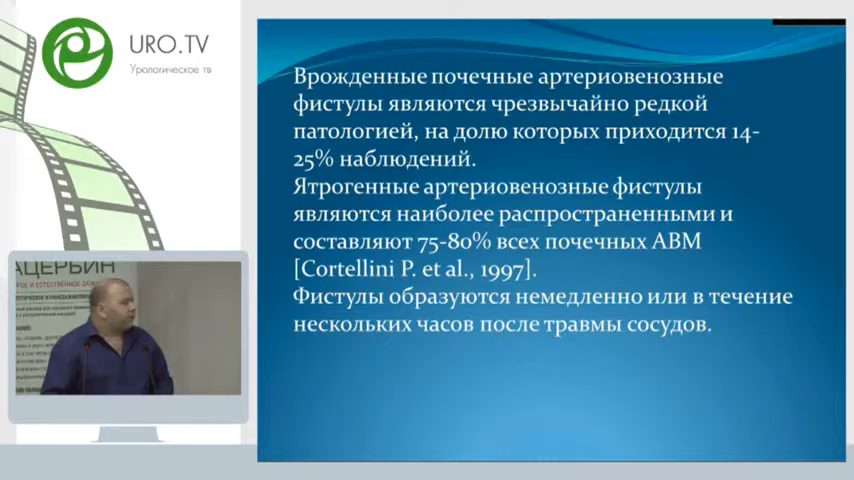 URO.TV
Урологическое тв
Врожденные почечные артериовенозные
фистулы являются чрезвычайно редкой
патологией, на долю которых приходится 14-
25% наблюдений.
Ятрогенные артериовенозные фистулы
являются наиболее распространенными и
составляют 75-80% всех почечных АВМ
[Cortellini P. et al., 1997].
Фистулы образуются немедленно или в течение
нескольких часов после травмы сосудов.
АЦЕРБИН